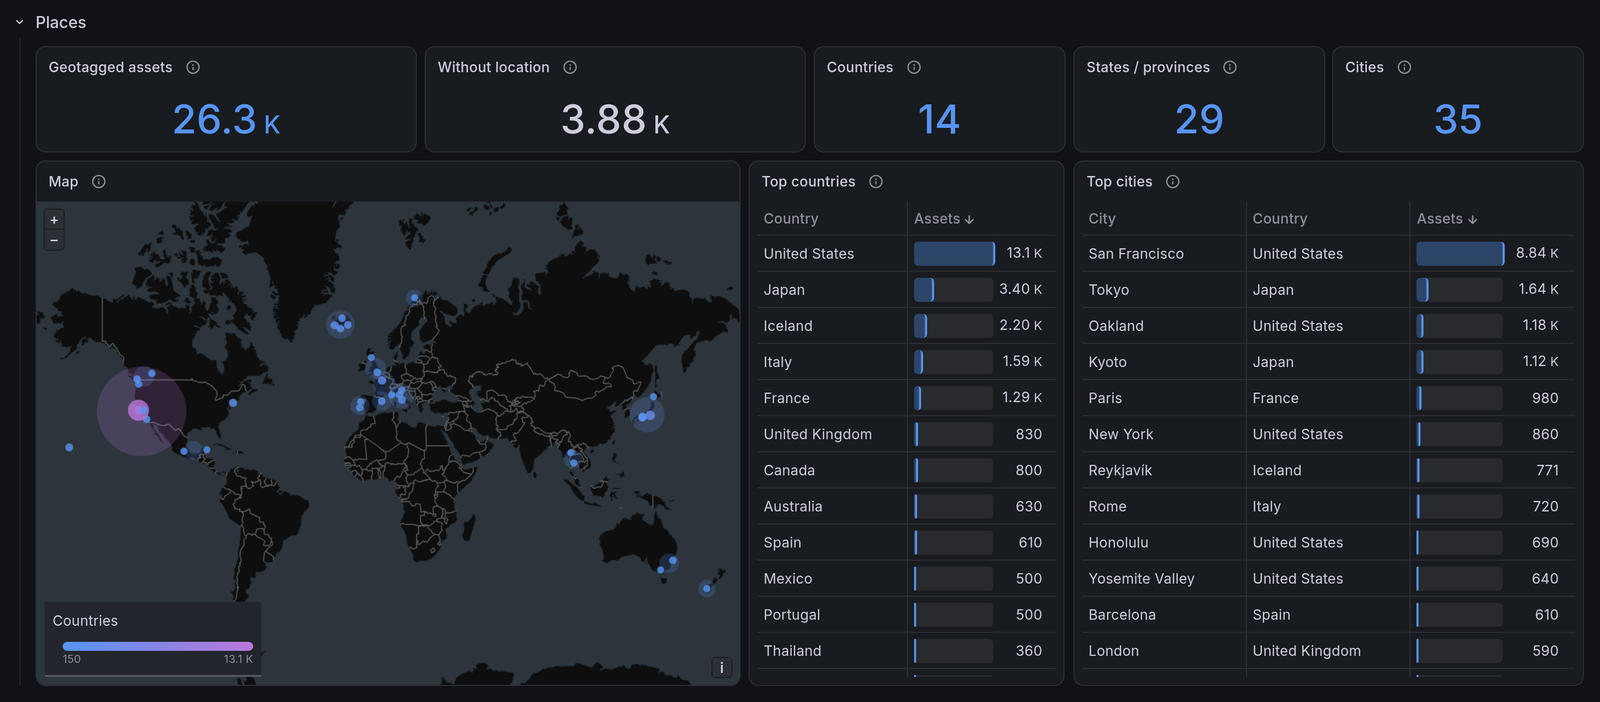 Places
Geotagged assets
26.3 K
Without location
3.88 K
Countries
14
States / provinces
29
Cities
35
Map
+
−
Countries
150 13.1 K
i
Top countries
Country Assets ↓
United States 13.1 K
Japan 3.40 K
Iceland 2.20 K
Italy 1.59 K
France 1.29 K
United Kingdom 830
Canada 800
Australia 630
Spain 610
Mexico 500
Portugal 500
Thailand 360
Top cities
City Country Assets ↓
San Francisco United States 8.84 K
Tokyo Japan 1.64 K
Oakland United States 1.18 K
Kyoto Japan 1.12 K
Paris France 980
New York United States 860
Reykjavík Iceland 771
Rome Italy 720
Honolulu United States 690
Yosemite Valley United States 640
Barcelona Spain 610
London United Kingdom 590